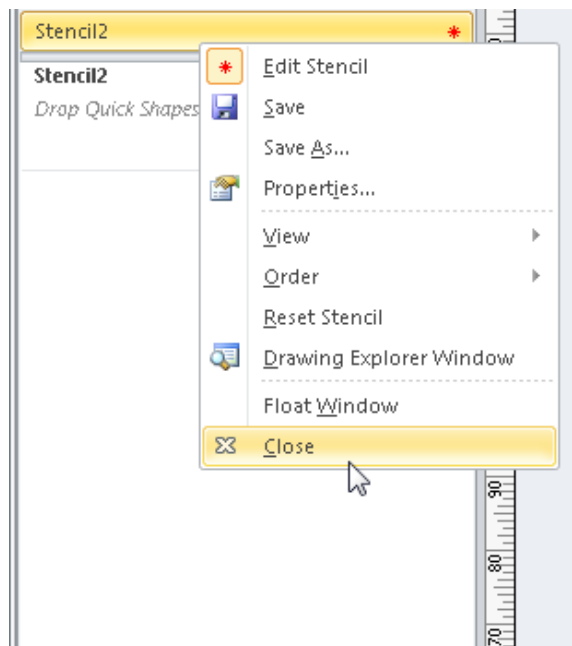 Stencil2
Stencil2
Drop Quick Shapes
Edit Stencil
Save
Save As...
Properties...
View
Order
Reset Stencil
Drawing Explorer Window
Float Window
Close
90
80
70